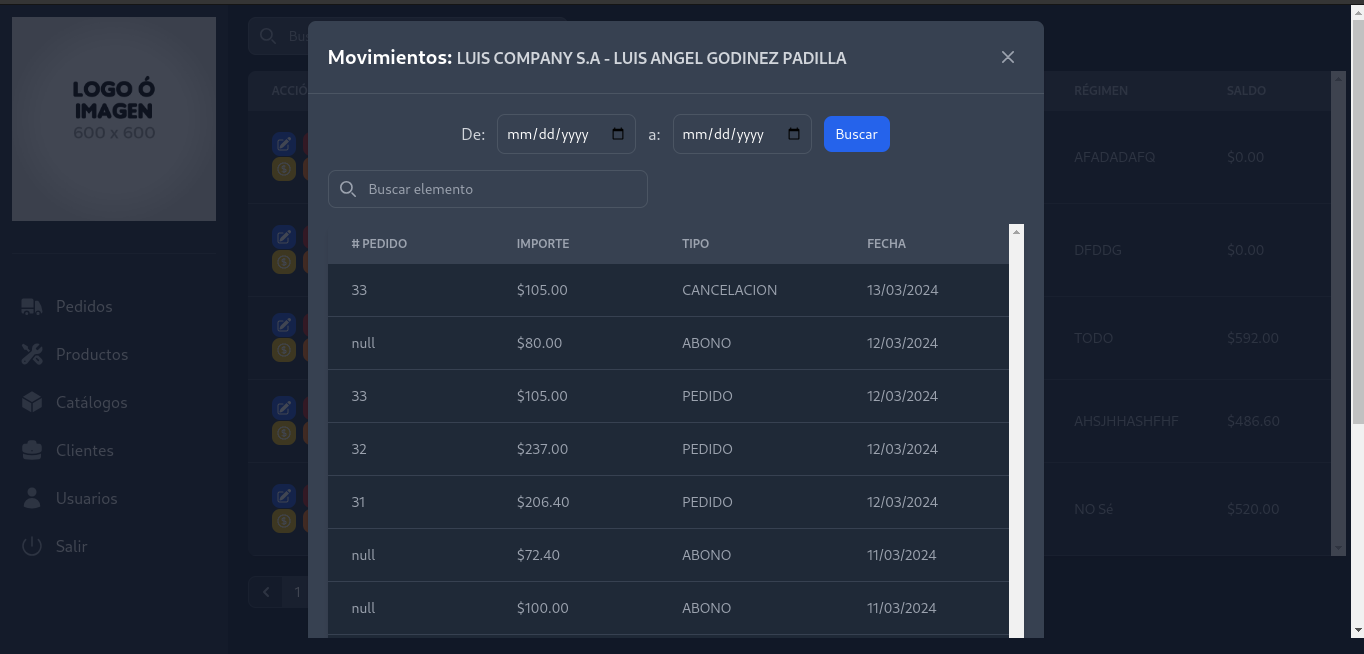 LOGO Ó
IMAGEN
600 x 600
Pedidos
Productos
Catálogos
Clientes
Usuarios
Salir
Bus
ACCIÓ
RÉGIMEN SALDO
AFADADAFQ $0.00
DFDDG $0.00
TODO $592.00
AHSJHHASHFHF $486.60
NO Sé $520.00
1
Movimientos: LUIS COMPANY S.A - LUIS ANGEL GODINEZ PADILLA
De: mm/dd/yyyy a: mm/dd/yyyy Buscar
Buscar elemento
# PEDIDO IMPORTE TIPO FECHA
33 $105.00 CANCELACION 13/03/2024
null $80.00 ABONO 12/03/2024
33 $105.00 PEDIDO 12/03/2024
32 $237.00 PEDIDO 12/03/2024
31 $206.40 PEDIDO 12/03/2024
null $72.40 ABONO 11/03/2024
null $100.00 ABONO 11/03/2024